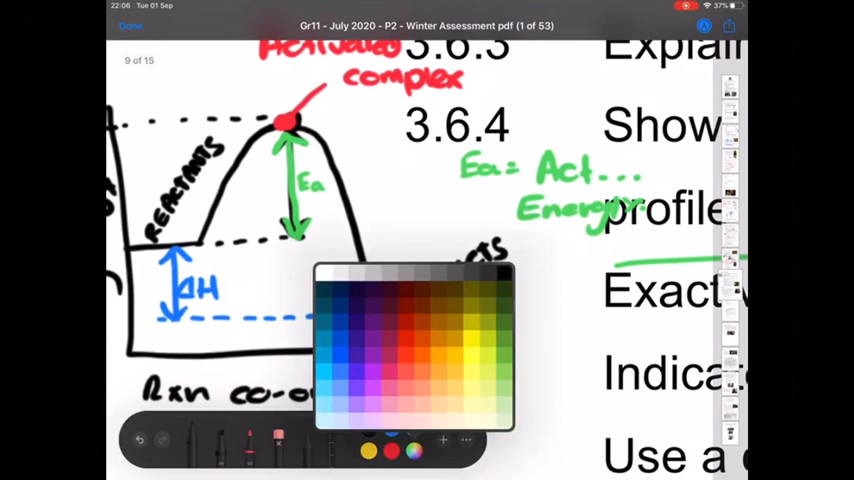 22:06 Tue 01 Sep
37%
Done
Gr11 - July 2020 - P2 - Winter Assessment pdf (1 of 53)
9 of 15
Activated
complex
3.6.3 Explain
3.6.4 Show
REACTANTS
Ea
Ea = Act...
Energy.
profile
ΔH
Exact
Indica
Rxn co-o
Use a